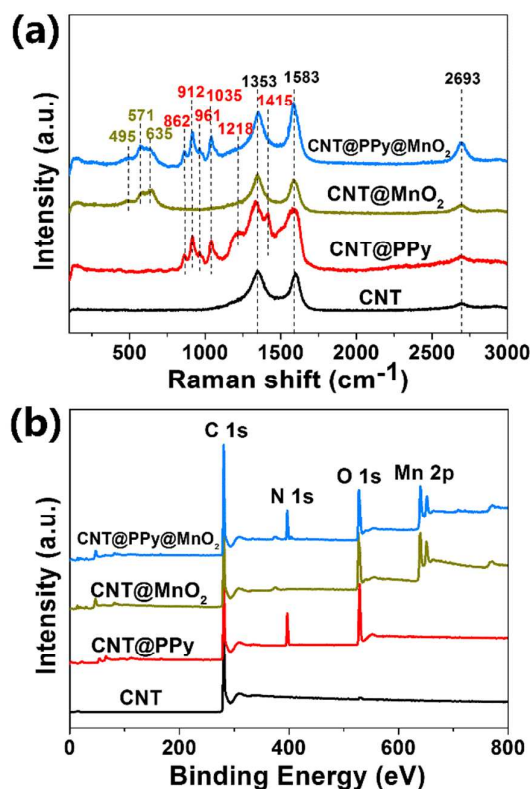 (a)
Intensity (a.u.)
912 1035 1353 1583 2693
571 862 961 1415
495 635 1218
CNT@PPy@MnO₂
CNT@MnO₂
CNT@PPy
CNT
500 1000 1500 2000 2500 3000
Raman shift (cm⁻¹)
(b)
Intensity (a.u.)
C 1s
N 1s O 1s Mn 2p
CNT@PPy@MnO₂
CNT@MnO₂
CNT@PPy
CNT
0 200 400 600 800
Binding Energy (eV)